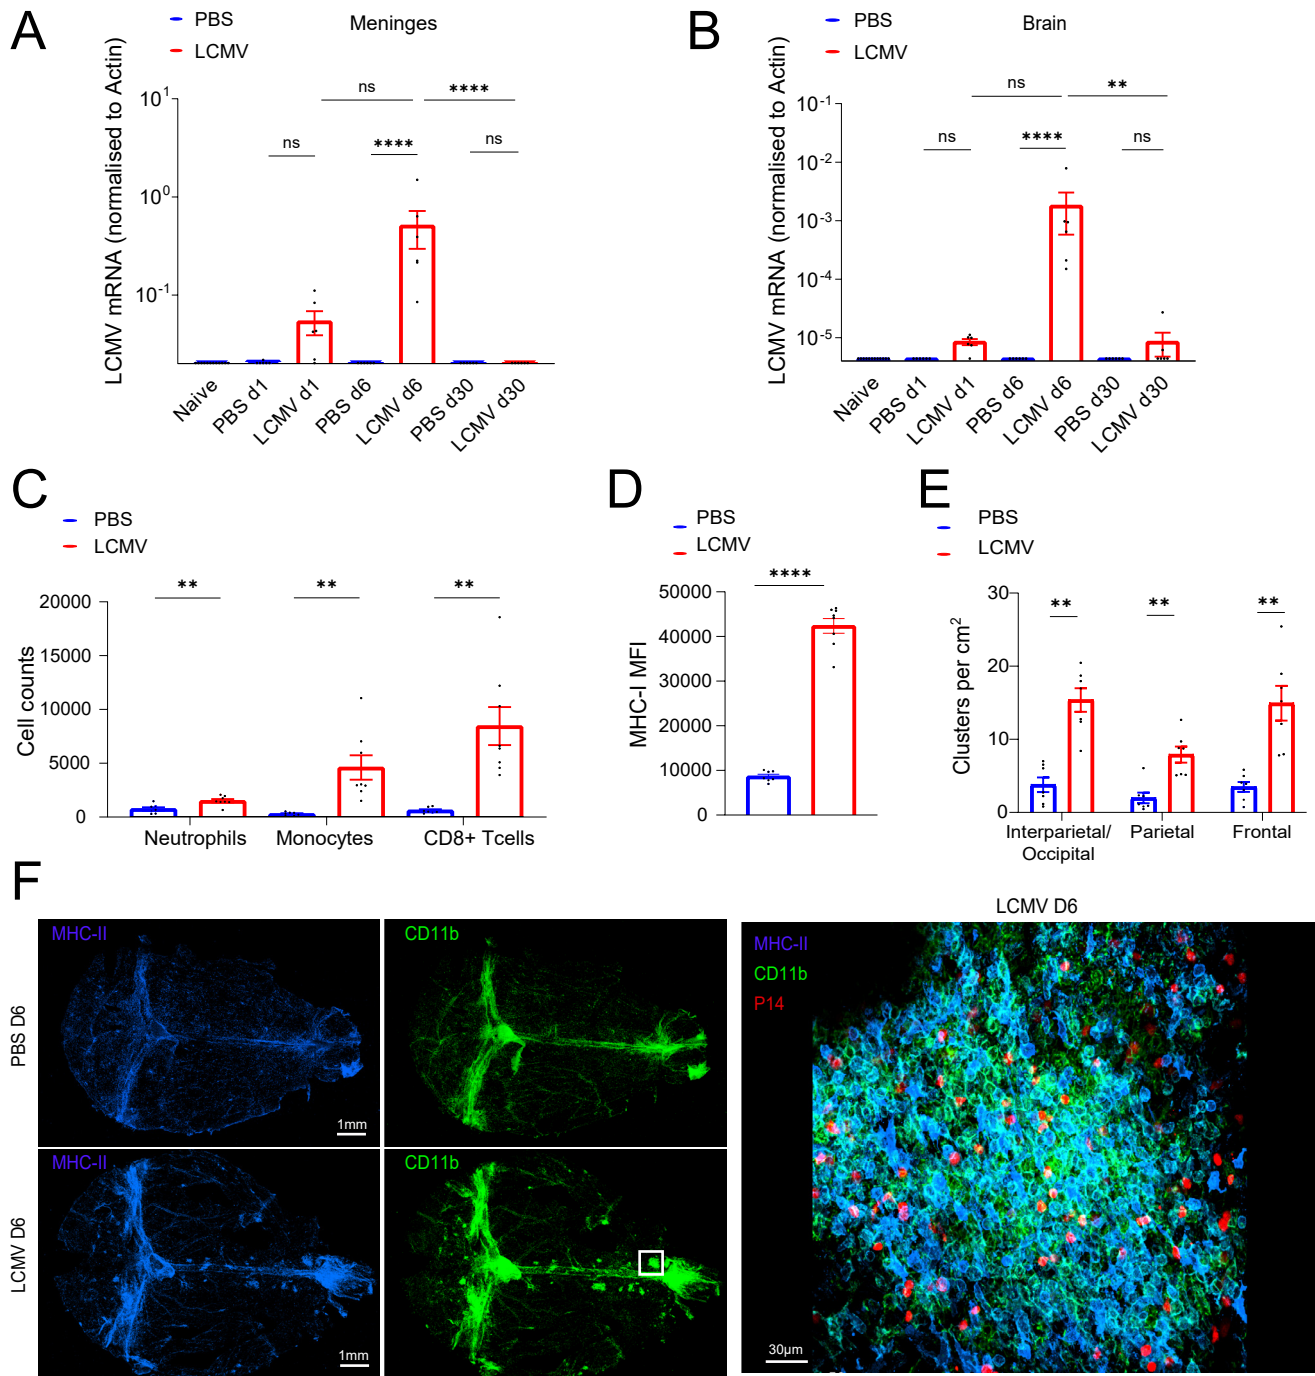 A
PBS
LCMV
Meninges
LCMV mRNA (normalised to Actin)
10^1
10^0
10^-1
ns
****
ns
****
ns
Naive
PBS d1
LCMV d1
PBS d6
LCMV d6
PBS d30
LCMV d30
B
PBS
LCMV
Brain
LCMV mRNA (normalised to Actin)
10^-1
10^-2
10^-3
10^-4
10^-5
ns
**
ns
****
ns
Naive
PBS d1
LCMV d1
PBS d6
LCMV d6
PBS d30
LCMV d30
C
PBS
LCMV
Cell counts
20000
15000
10000
5000
0
**
**
**
Neutrophils
Monocytes
CD8+ Tcells
D
PBS
LCMV
MHC-I MFI
50000
40000
30000
20000
10000
0
****
E
PBS
LCMV
Clusters per cm²
30
20
10
0
**
**
**
Interparietal/
Occipital
Parietal
Frontal
F
PBS D6
MHC-II
1mm
CD11b
LCMV D6
MHC-II
1mm
CD11b
LCMV D6
MHC-II
CD11b
P14
30µm